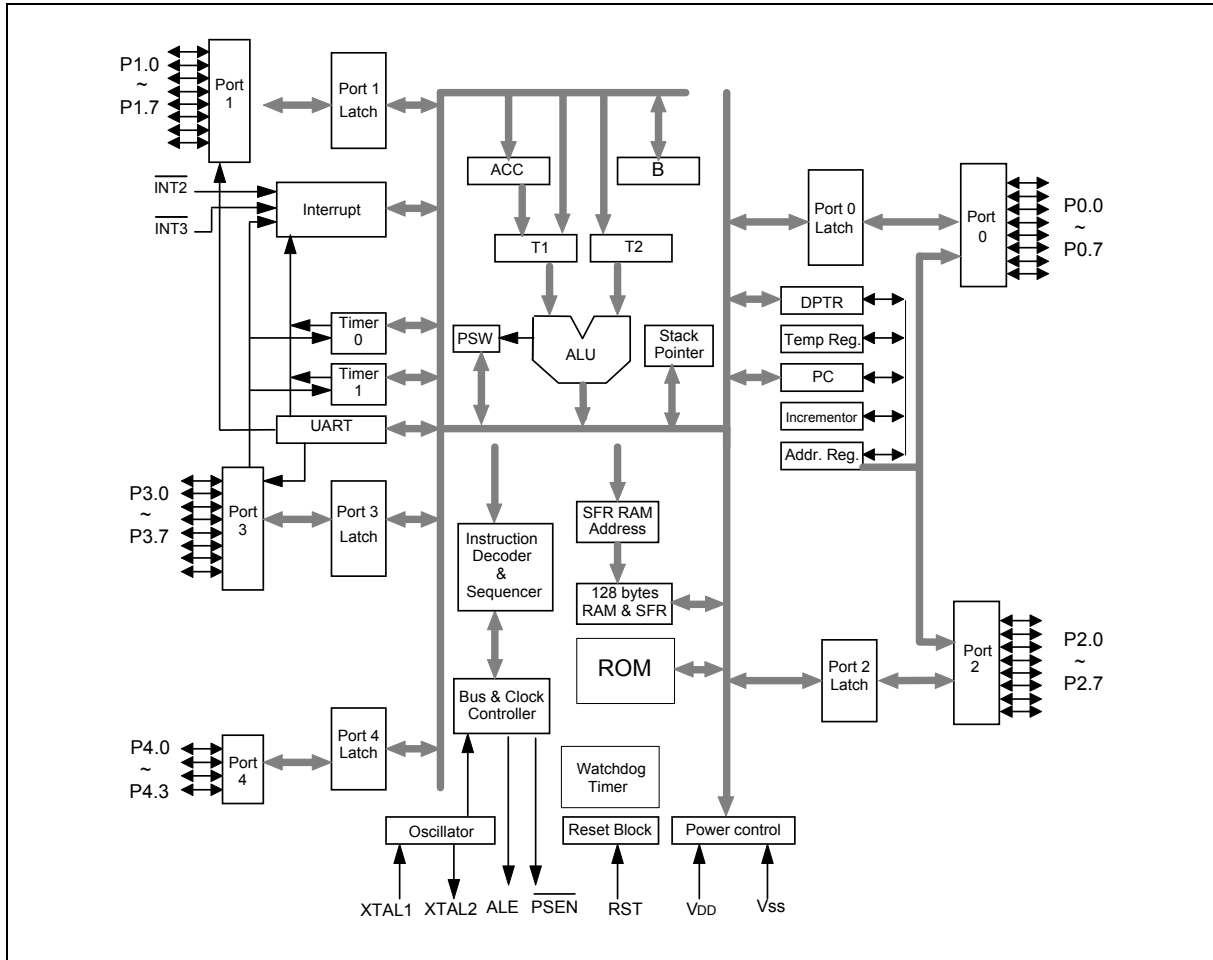 P1.0
~
P1.7
Port
1
Port 1
Latch
INT2
INT3
Interrupt
ACC
B
T1
T2
Port 0
Latch
Port
0
P0.0
~
P0.7
Timer
0
Timer
1
UART
PSW
ALU
Stack
Pointer
DPTR
Temp Reg.
PC
Incrementor
Addr. Reg.
P3.0
~
P3.7
Port
3
Port 3
Latch
Instruction
Decoder
&
Sequencer
SFR RAM
Address
128 bytes
RAM & SFR
ROM
Port 2
Latch
Port
2
P2.0
~
P2.7
Bus & Clock
Controller
P4.0
~
P4.3
Port
4
Port 4
Latch
Watchdog
Timer
Oscillator
Reset Block
Power control
XTAL1
XTAL2
ALE
PSEN
RST
VDD
Vss